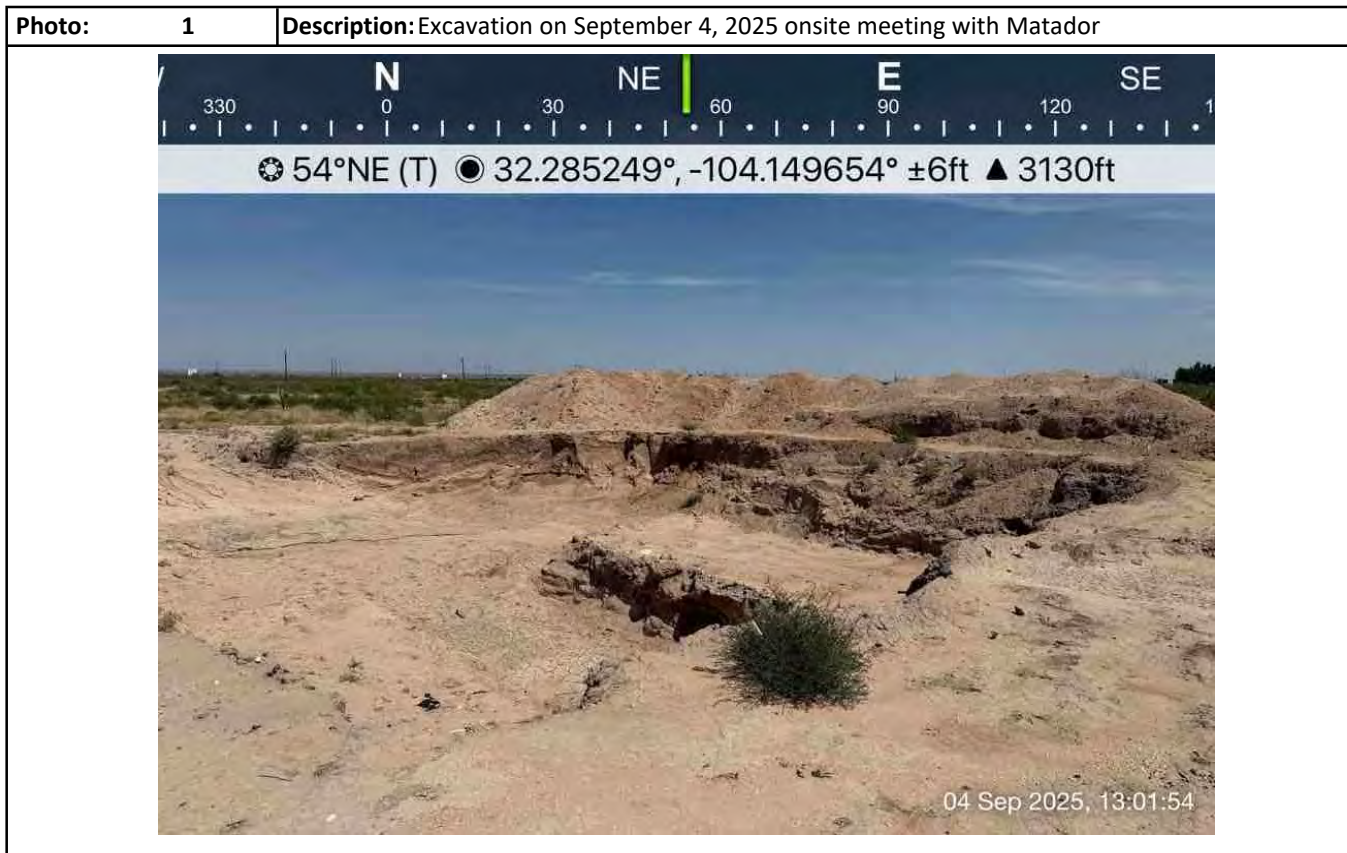 Photo: 1 Description: Excavation on September 4, 2025 onsite meeting with Matador
N NE E SE
330 0 30 60 90 120
54°NE (T) 32.285249°, -104.149654° ±6ft ▲ 3130ft
04 Sep 2025, 13:01:54